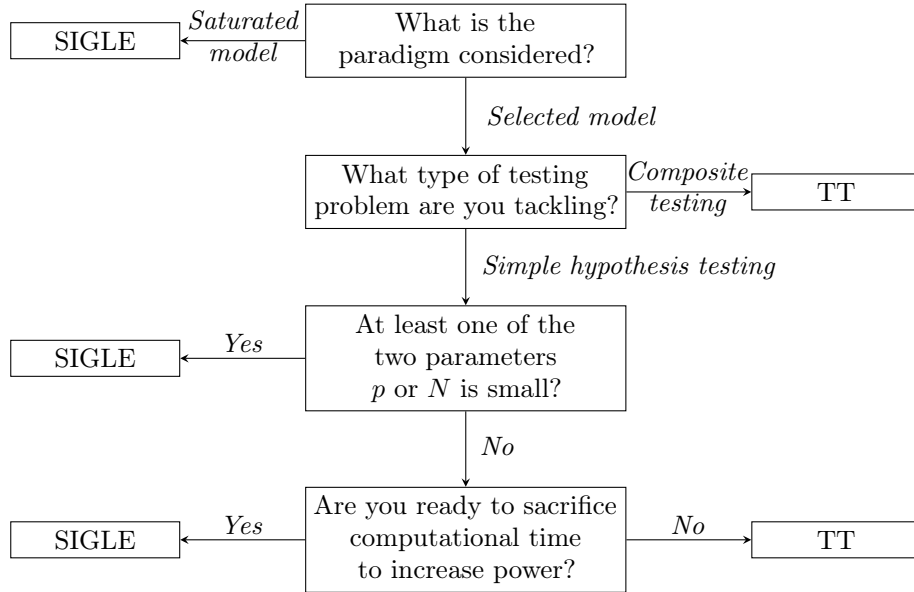 SIGLE
Saturated
model
What is the
paradigm considered?
Selected model
What type of testing
problem are you tackling?
Composite
testing
TT
Simple hypothesis testing
SIGLE
Yes
At least one of the
two parameters
p or N is small?
No
SIGLE
Yes
Are you ready to sacrifice
computational time
to increase power?
No
TT